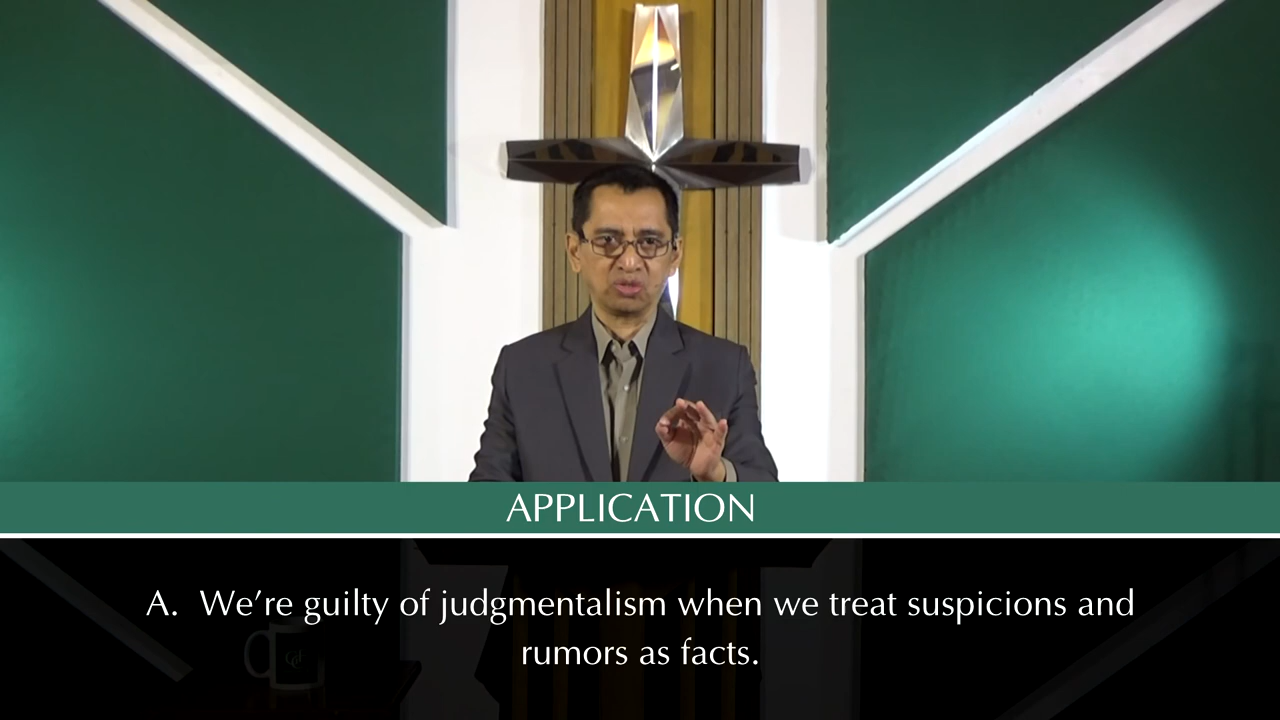 APPLICATION
A. We’re guilty of judgmentalism when we treat suspicions and
rumors as facts.